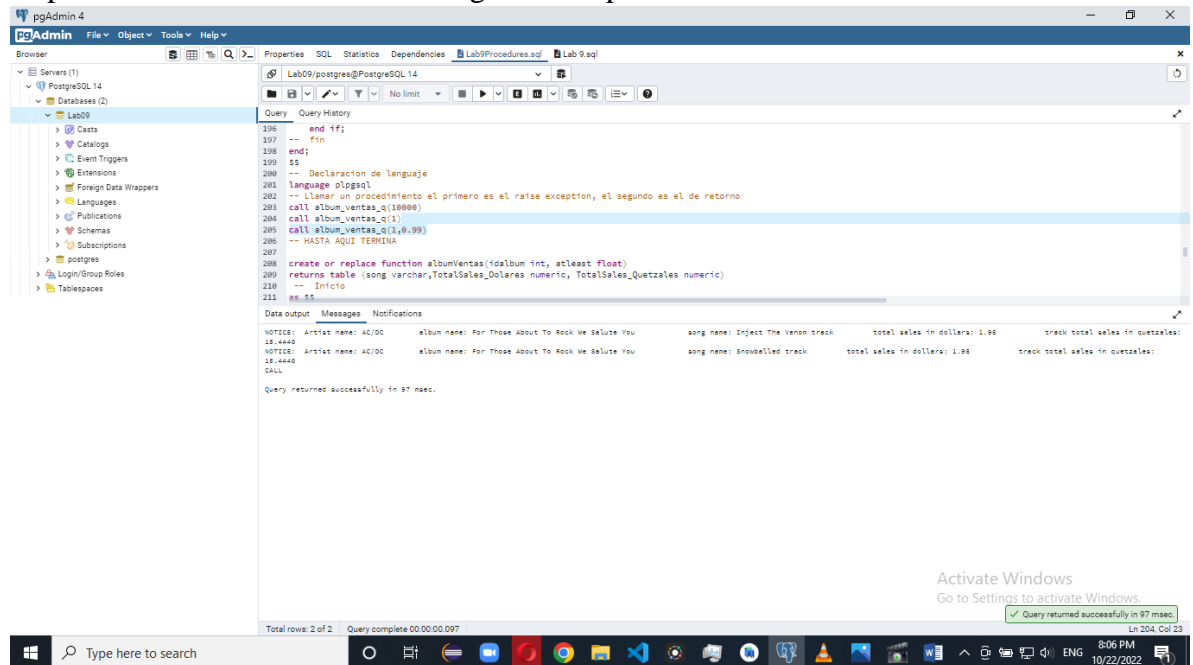 pgAdmin 4
pgAdmin File Object Tools Help
Browser
Properties SQL Statistics Dependencies Lab9Procedures.sql Lab 9.sql
Servers (1)
PostgreSQL 14
Databases (2)
Lab09
Casts
Catalogs
Event Triggers
Extensions
Foreign Data Wrappers
Languages
Publications
Schemas
Subscriptions
postgres
Login/Group Roles
Tablespaces
Lab09/postgres@PostgreSQL 14
No limit
Query Query History
196 end if;
197 -- fin
198 end;
199 $$
200 -- Declaracion de lenguaje
201 language plpgsql
202 -- Llamar un procedimiento el primero es el raise exception, el segundo es el de retorno
203 call album_ventas_q(10000)
204 call album_ventas_q(1)
205 call album_ventas_q(1,0.99)
206 -- HASTA AQUI TERMINA
207
208 create or replace function albumVentas(idalbum int, atleast float)
209 returns table (song varchar,TotalSales_Dolares numeric, TotalSales_Quetzales numeric)
210 -- Inicio
211 as $$
Data output Messages Notifications
NOTICE: Artist name: AC/DC album name: For Those About To Rock We Salute You song name: Inject The Venom track total sales in dollars: 1.98 track total sales in quetzales:
15.4440
NOTICE: Artist name: AC/DC album name: For Those About To Rock We Salute You song name: Snowballed track total sales in dollars: 1.98 track total sales in quetzales:
15.4440
CALL
Query returned successfully in 97 msec.
Activate Windows
Go to Settings to activate Windows.
Query returned successfully in 97 msec.
Total rows: 2 of 2 Query complete 00:00:00.097
Ln 204, Col 23
Type here to search
ENG
8:06 PM
10/22/2022